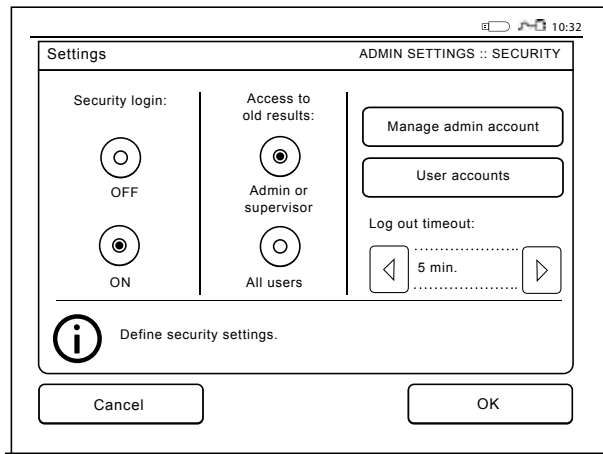 10:32
Settings
ADMIN SETTINGS :: SECURITY
Security login:
OFF
ON
Access to
old results:
Admin or
supervisor
All users
Manage admin account
User accounts
Log out timeout:
5 min.
Define security settings.
Cancel
OK